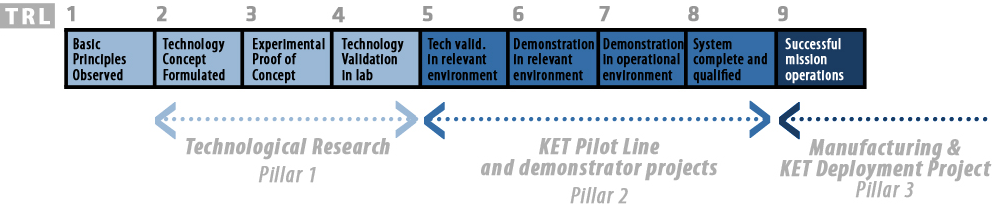 TRL 1 2 3 4 5 6 7 8 9
Basic
Principles
Observed
Technology
Concept
Formulated
Experimental
Proof of
Concept
Technology
Validation
in lab
Tech valid.
in relevant
environment
Demonstration
in relevant
environment
Demonstration
in operational
environment
System
complete and
qualified
Successful
mission
operations
Technological Research
Pillar 1
KET Pilot Line
and demonstrator projects
Pillar 2
Manufacturing &
KET Deployment Project
Pillar 3